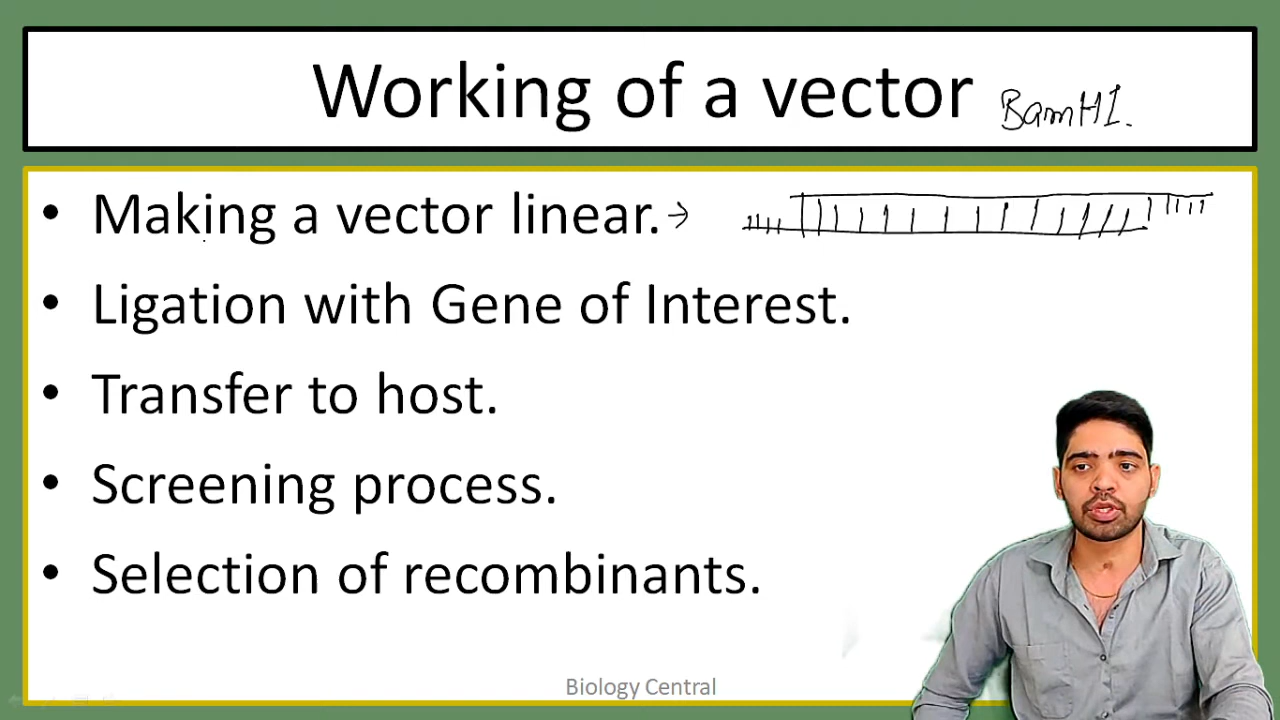 Working of a vector BamHI.
• Making a vector linear. →
• Ligation with Gene of Interest.
• Transfer to host.
• Screening process.
• Selection of recombinants.
Biology Central